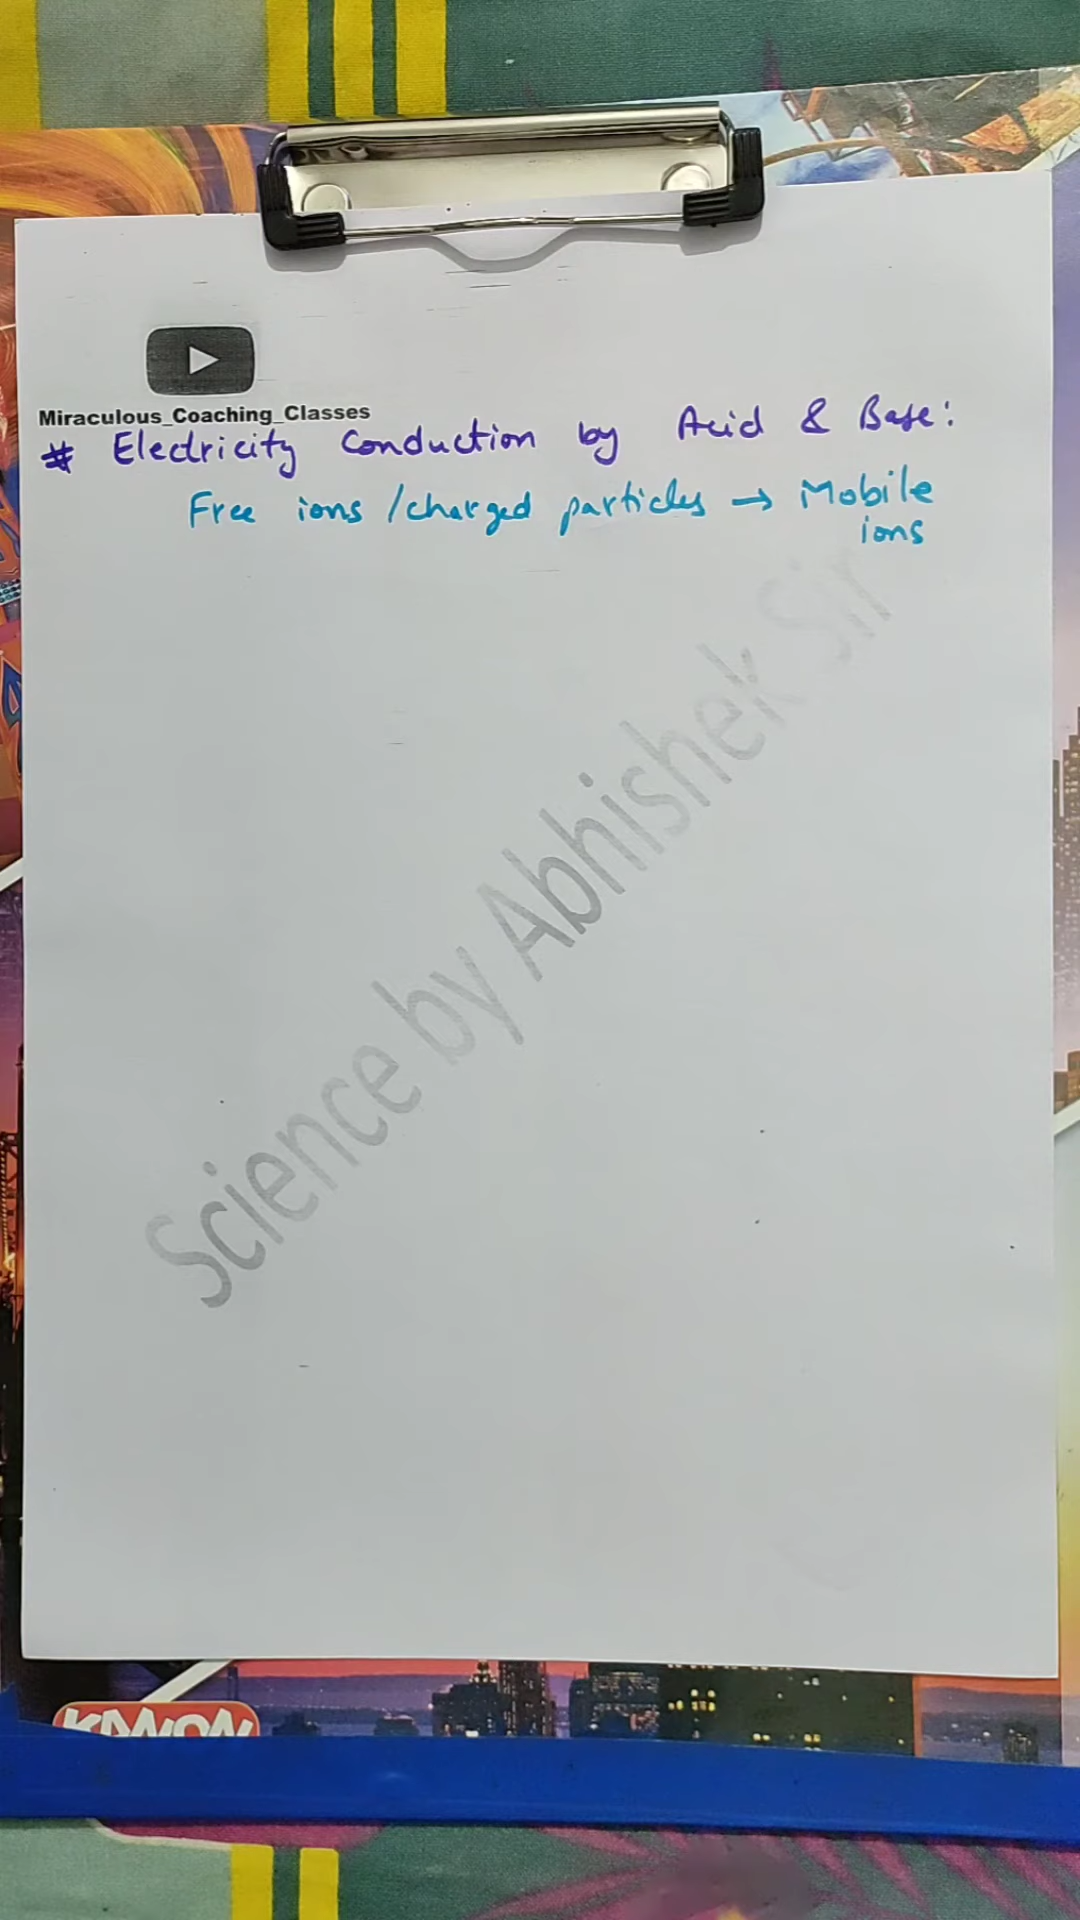 Miraculous_Coaching_Classes
# Electricity Conduction by Acid & Base:
Free ions /charged particles → Mobile
ions
Science by Abhishek Sir